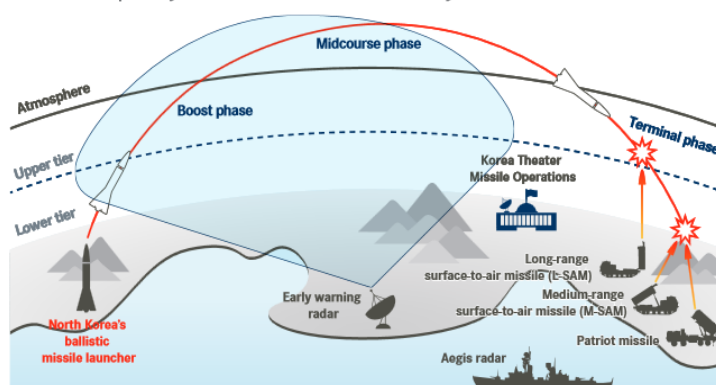 Midcourse phase
Atmosphere
Boost phase
Terminal phase
Upper tier
Korea Theater
Missile Operations
Lower tier
Long-range
surface-to-air missile (L-SAM)
Early warning
radar
Medium-range
surface-to-air missile (M-SAM)
North Korea's
ballistic
missile launcher
Patriot missile
Aegis radar